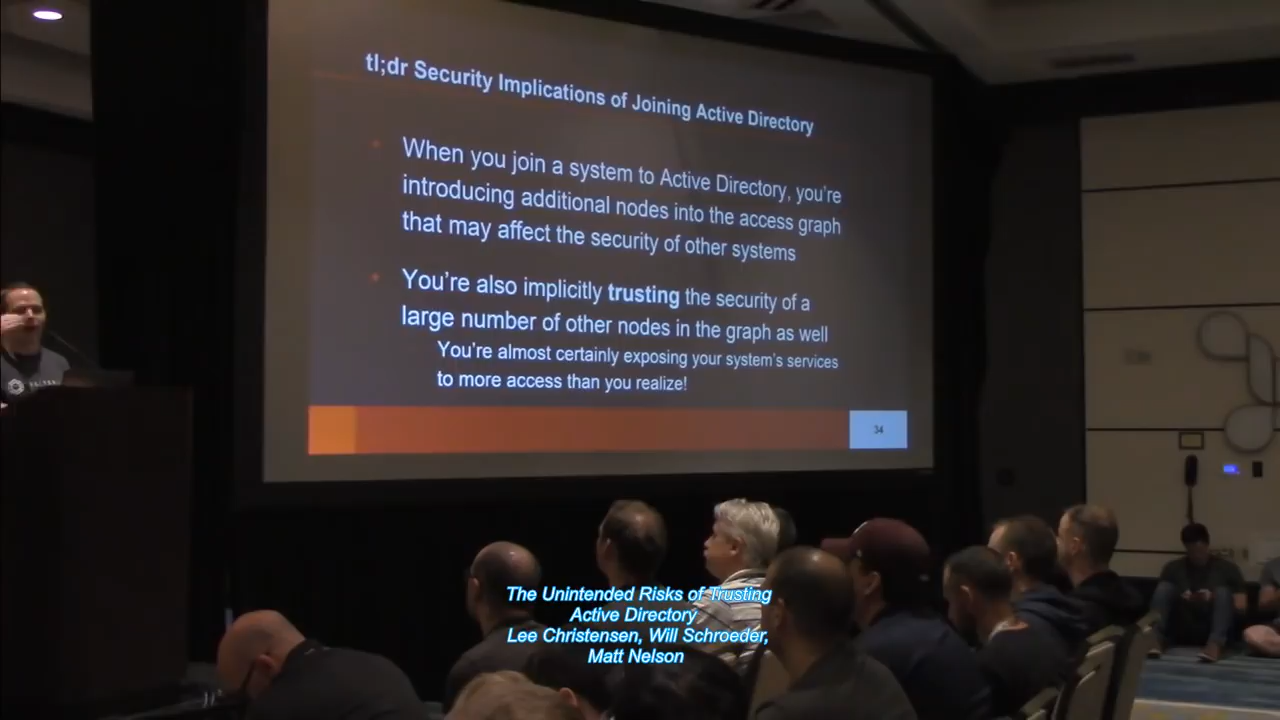 tl;dr Security Implications of Joining Active Directory
When you join a system to Active Directory, you're
introducing additional nodes into the access graph
that may affect the security of other systems
You're also implicitly trusting the security of a
large number of other nodes in the graph as well
You're almost certainly exposing your system's services
to more access than you realize!
34
The Unintended Risks of Trusting
Active Directory
Lee Christensen, Will Schroeder,
Matt Nelson